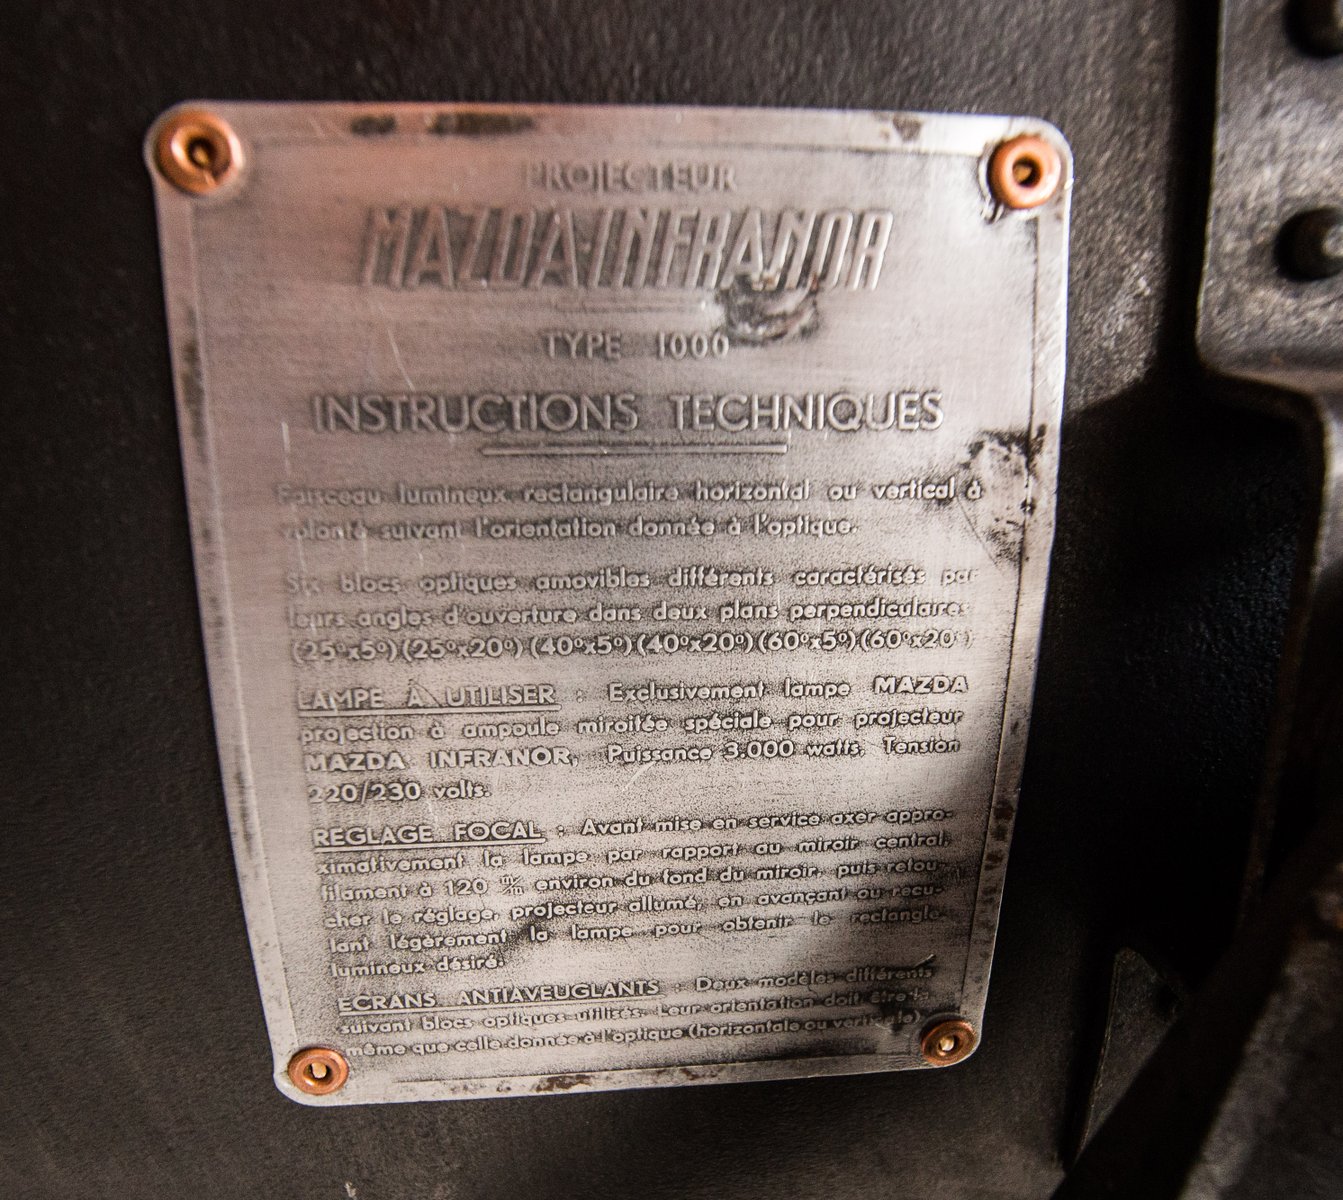 PROJECTEUR
MAZDA-INFRANOR
TYPE 1000
INSTRUCTIONS TECHNIQUES
Faisceau lumineux rectangulaire horizontal ou vertical à
volonté suivant l'orientation donnée à l'optique.
Six blocs optiques amovibles différents caractérisés par
leurs angles d'ouverture dans deux plans perpendiculaires
(25°x5°) (25°x20°) (40°x5°) (40°x20°) (60°x5°) (60°x20°)
LAMPE À UTILISER : Exclusivement lampe MAZDA
projection à ampoule miroitée spéciale pour projecteur
MAZDA INFRANOR, Puissance 3.000 watts. Tension
220/230 volts.
REGLAGE FOCAL : Avant mise en service axer appro-
ximativement la lampe par rapport au miroir central,
filament à 120 m/m environ du fond du miroir, puis retou-
cher le réglage, projecteur allumé, en avançant ou recu-
lant légèrement la lampe pour obtenir le rectangle
lumineux désiré.
ECRANS ANTIAVEUGLANTS : Deux modèles différents
suivant blocs optiques utilisés. Leur orientation doit être la
même que celle donnée à l'optique (horizontale ou verticale)